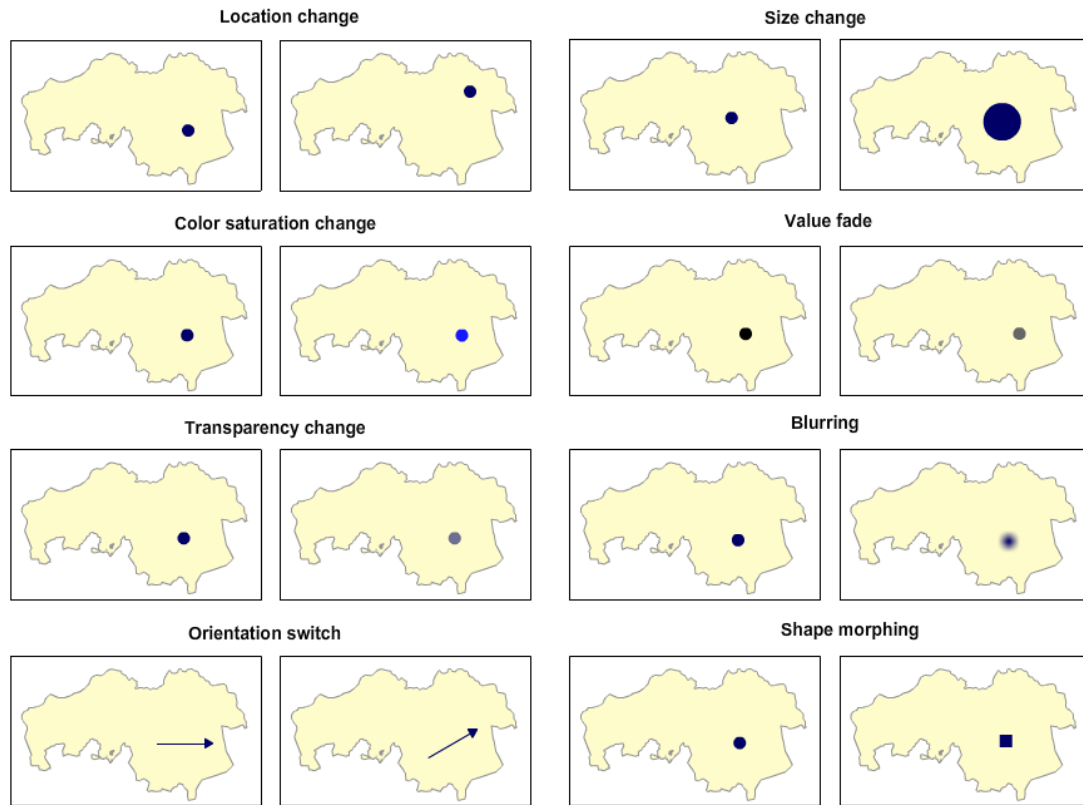 Location change
Size change
Color saturation change
Value fade
Transparency change
Blurring
Orientation switch
Shape morphing